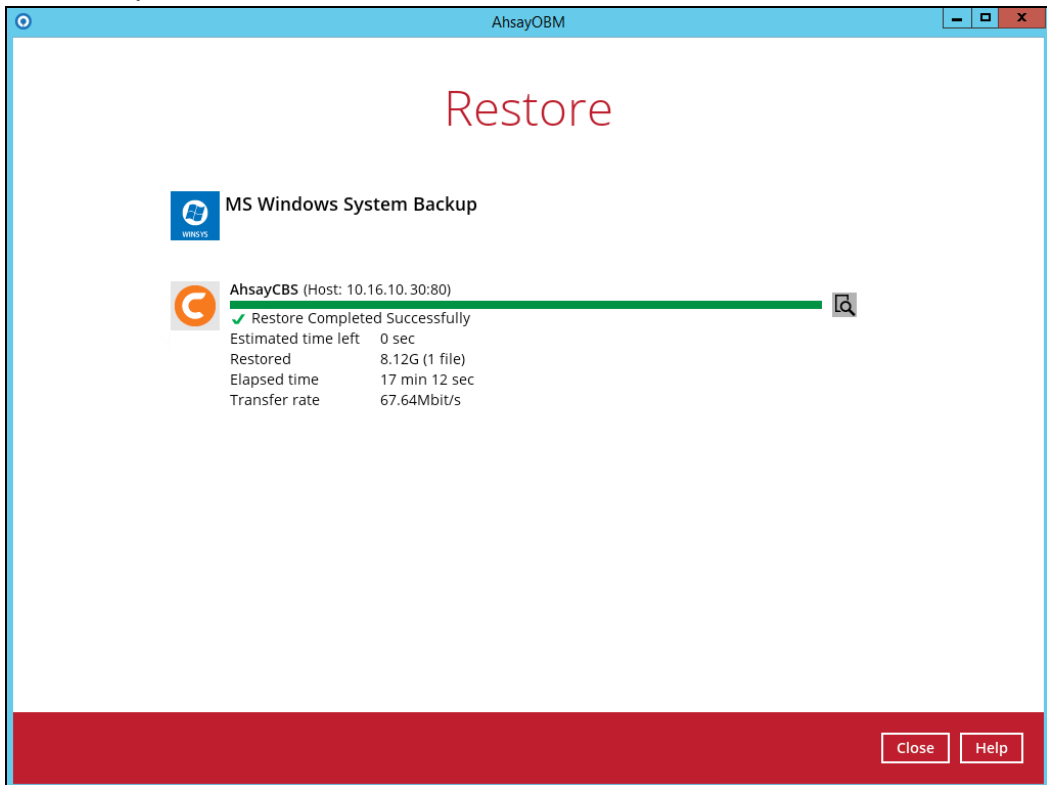 AhsayOBM
Restore
MS Windows System Backup
WINSYS
AhsayCBS (Host: 10.16.10.30:80)
Restore Completed Successfully
Estimated time left 0 sec
Restored 8.12G (1 file)
Elapsed time 17 min 12 sec
Transfer rate 67.64Mbit/s
Close Help